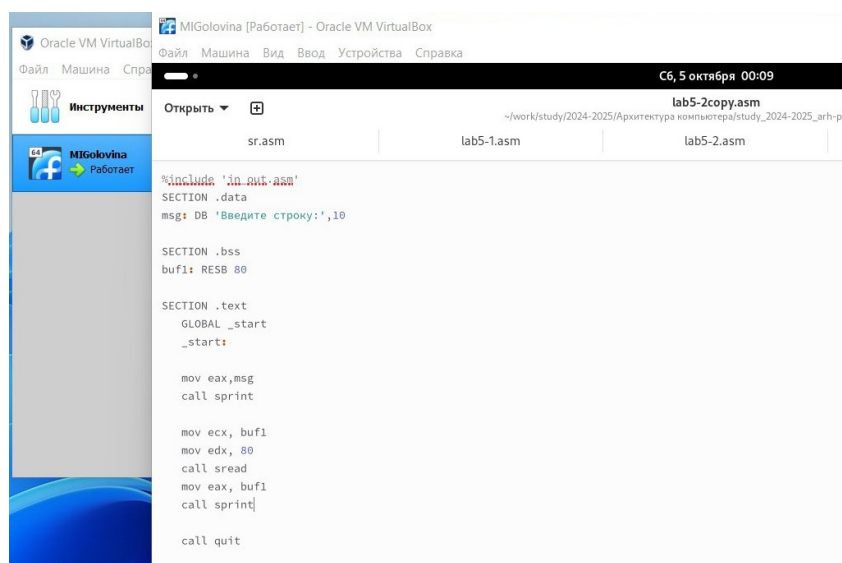 Oracle VM VirtualBo
Файл Машина Спра
Инструменты
64
MIGolovina
Работает
MIGolovina [Работает] - Oracle VM VirtualBox
Файл Машина Вид Ввод Устройства Справка
Сб, 5 октября 00:09
Открыть
lab5-2copy.asm
~/work/study/2024-2025/Архитектура компьютера/study_2024-2025_arh-p
sr.asm lab5-1.asm lab5-2.asm
%include 'in_out.asm'
SECTION .data
msg: DB 'Введите строку:',10
SECTION .bss
buf1: RESB 80
SECTION .text
GLOBAL _start
_start:
mov eax,msg
call sprint
mov ecx, buf1
mov edx, 80
call sread
mov eax, buf1
call sprint
call quit